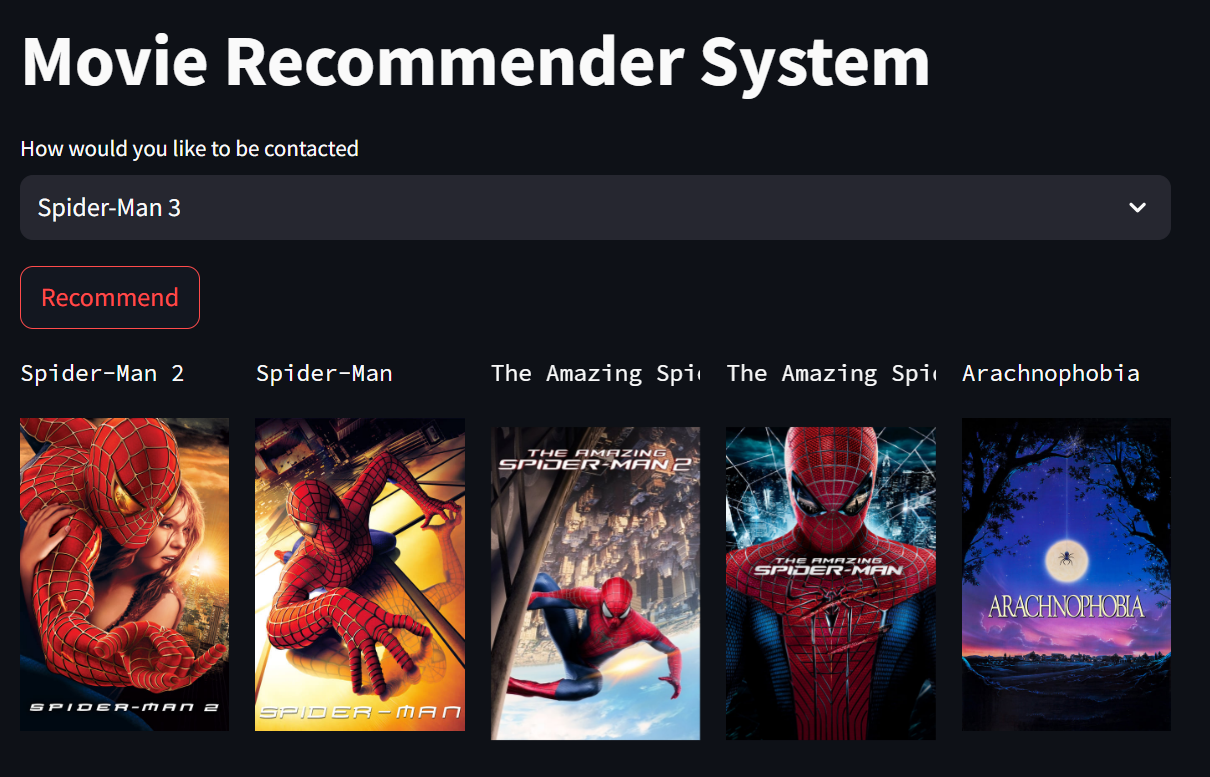 Movie Recommender System
How would you like to be contacted
Spider-Man 3
Recommend
Spider-Man 2
Spider-Man
The Amazing Spi
The Amazing Spi
Arachnophobia
SPIDER-MAN 2
SPIDER-MAN
THE AMAZING
SPIDER-MAN 2
THE AMAZING
SPIDER-MAN
ARACHNOPHOBIA